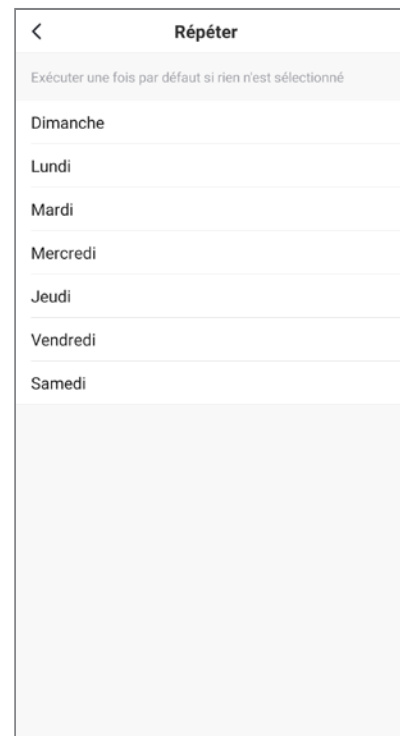 Répéter
Exécuter une fois par défaut si rien n'est sélectionné
Dimanche
Lundi
Mardi
Mercredi
Jeudi
Vendredi
Samedi